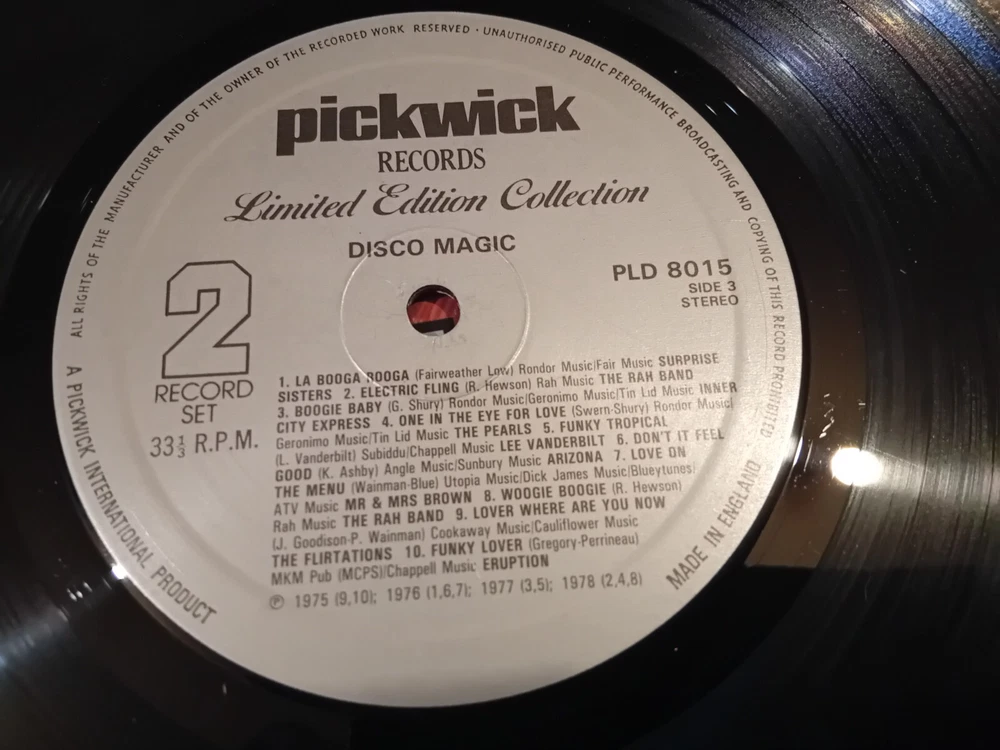 ALL RIGHTS OF THE MANUFACTURER AND OF THE OWNER OF THE RECORDED WORK RESERVED · UNAUTHORISED PUBLIC PERFORMANCE BROADCASTING AND COPYING OF THIS RECORD PROHIBITED
pickwick
RECORDS
Limited Edition Collection
DISCO MAGIC
PLD 8015
SIDE 3
STEREO
2
RECORD
SET
33⅓ R.P.M.
1. LA BOOGA ROOGA (Fairweather Low) Rondor Music/Fair Music SURPRISE
SISTERS 2. ELECTRIC FLING (R. Hewson) Rah Music THE RAH BAND
3. BOOGIE BABY (G. Shury) Rondor Music/Geronimo Music/Tin Lid Music INNER
CITY EXPRESS 4. ONE IN THE EYE FOR LOVE (Swern-Shury) Rondor Music/
Geronimo Music/Tin Lid Music THE PEARLS 5. FUNKY TROPICAL
(L. Vanderbilt) Subiddu/Chappell Music LEE VANDERBILT 6. DON'T IT FEEL
GOOD (K. Ashby) Angle Music/Sunbury Music ARIZONA 7. LOVE ON
THE MENU (Wainman-Blue) Utopia Music/Dick James Music/Blueytunes/
ATV Music MR & MRS BROWN 8. WOOGIE BOOGIE (R. Hewson)
Rah Music THE RAH BAND 9. LOVER WHERE ARE YOU NOW
(J. Goodison-P. Wainman) Cookaway Music/Cauliflower Music
THE FLIRTATIONS 10. FUNKY LOVER (Gregory-Perrineau)
MKM Pub (MCPS)/Chappell Music ERUPTION
℗ 1975 (9,10); 1976 (1,6,7); 1977 (3,5); 1978 (2,4,8)
A PICKWICK INTERNATIONAL PRODUCT
MADE IN ENGLAND